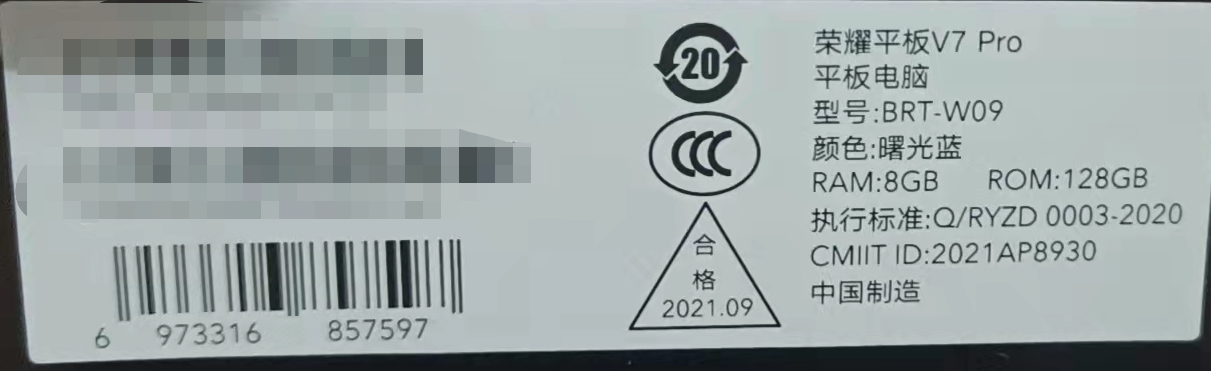 6 973316 857597
20
CCC
合
格
2021.09
荣耀平板V7 Pro
平板电脑
型号:BRT-W09
颜色:曙光蓝
RAM:8GB ROM:128GB
执行标准:Q/RYZD 0003-2020
CMIIT ID:2021AP8930
中国制造